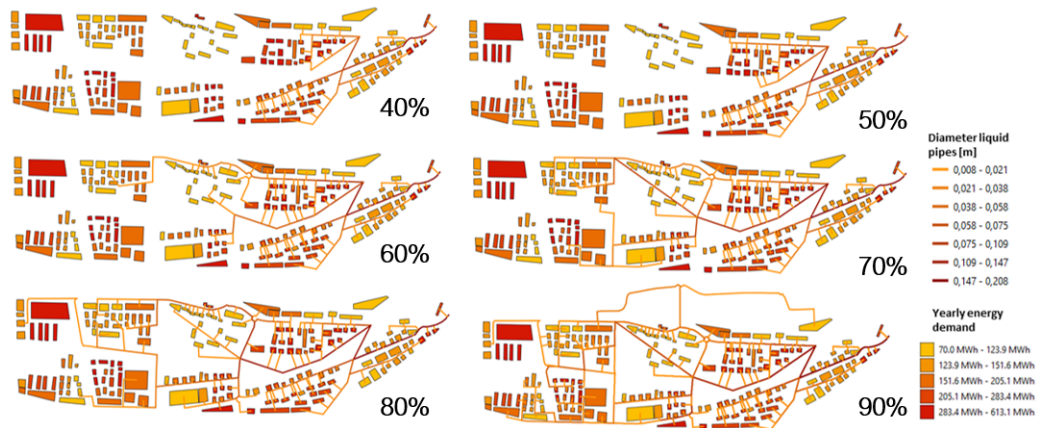 40%
50%
60%
70%
80%
90%
Diameter liquid
pipes [m]
0,008 - 0,021
0,021 - 0,038
0,038 - 0,058
0,058 - 0,075
0,075 - 0,109
0,109 - 0,147
0,147 - 0,208
Yearly energy
demand
70.0 MWh - 123.9 MWh
123.9 MWh - 151.6 MWh
151.6 MWh - 205.1 MWh
205.1 MWh - 283.4 MWh
283.4 MWh - 613.1 MWh